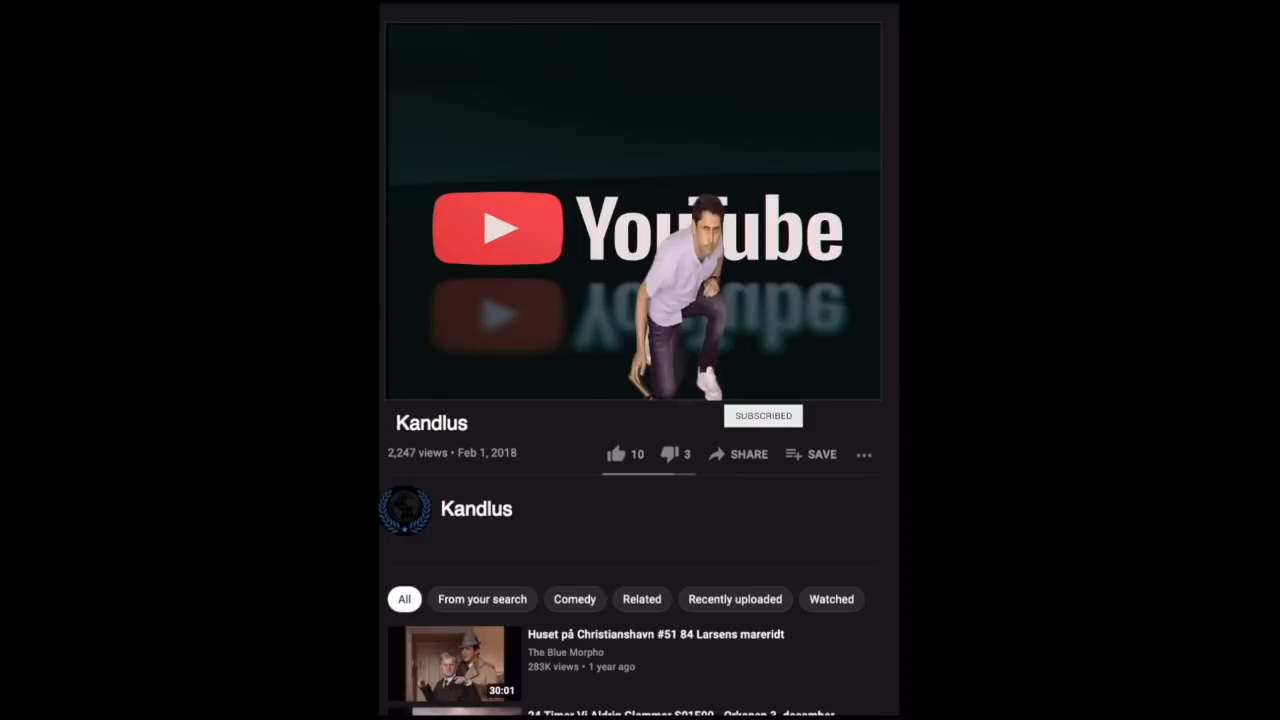 YouTube
Kandlus
SUBSCRIBED
2,247 views • Feb 1, 2018
10
3
SHARE
SAVE
Kandlus
All
From your search
Comedy
Related
Recently uploaded
Watched
Huset på Christianshavn #51 84 Larsens mareridt
The Blue Morpho
283K views • 1 year ago
30:01